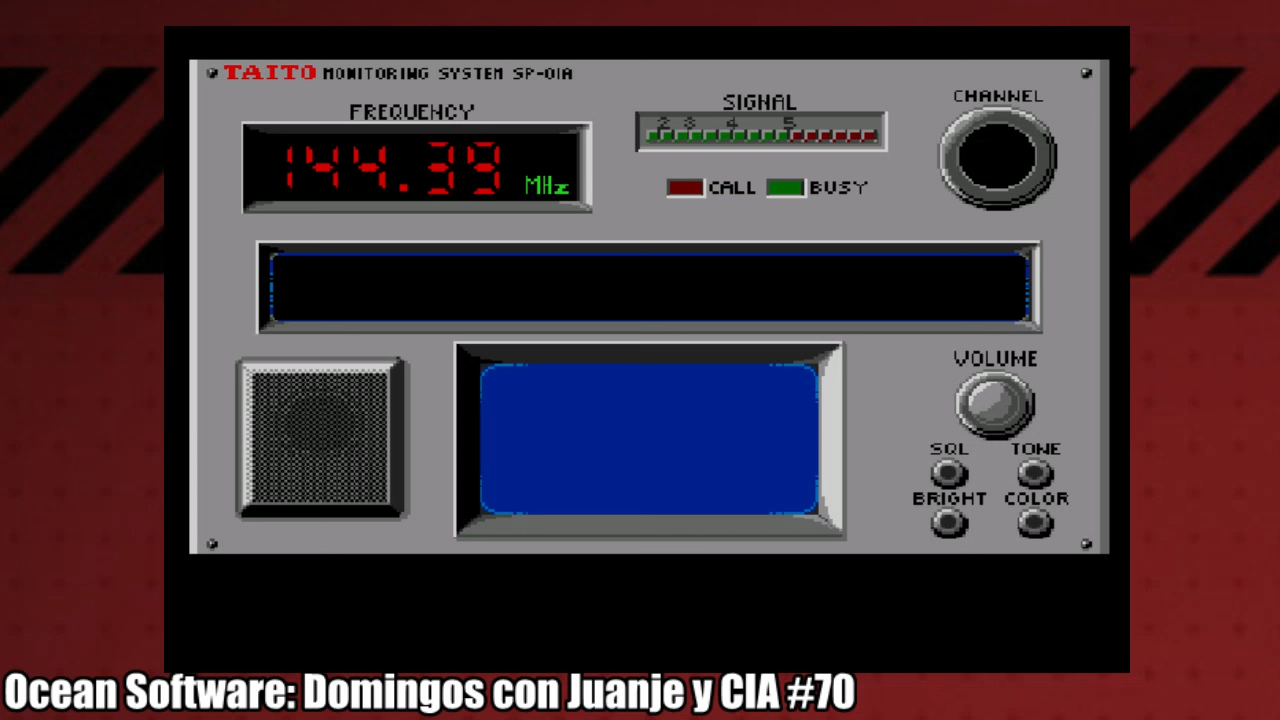 TAITO MONITORING SYSTEM SP-01A
FREQUENCY
144.39 MHz
SIGNAL
2 3 4 5
CALL BUSY
CHANNEL
VOLUME
SQL TONE
BRIGHT COLOR
Ocean Software: Domingos con Juanje y CIA #70